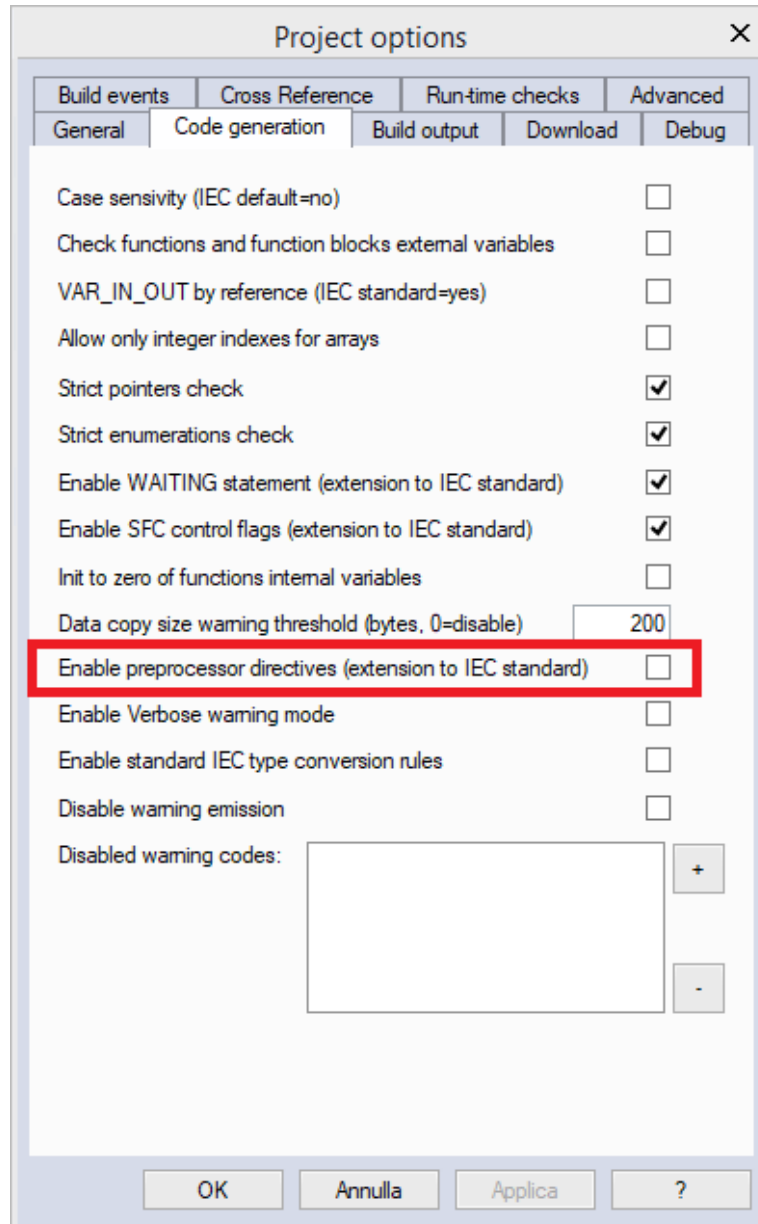 Project options
Build events Cross Reference Run-time checks Advanced
General Code generation Build output Download Debug
Case sensivity (IEC default=no)
Check functions and function blocks external variables
VAR_IN_OUT by reference (IEC standard=yes)
Allow only integer indexes for arrays
Strict pointers check
Strict enumerations check
Enable WAITING statement (extension to IEC standard)
Enable SFC control flags (extension to IEC standard)
Init to zero of functions internal variables
Data copy size warning threshold (bytes, 0=disable) 200
Enable preprocessor directives (extension to IEC standard)
Enable Verbose warning mode
Enable standard IEC type conversion rules
Disable warning emission
Disabled warning codes:
+
-
OK Annulla Applica ?